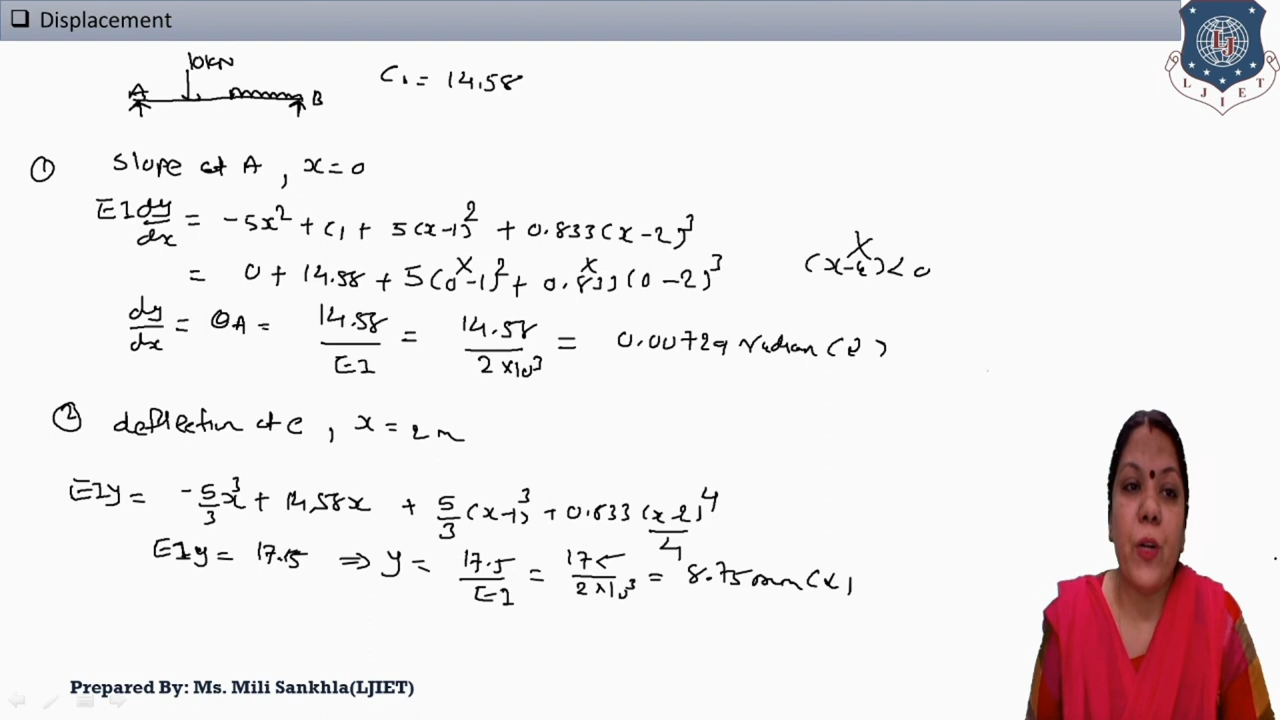 Displacement
10KN
A
B
C₁ = 14.58
LJ
LJIET
① Slope at A, x=0
EI dy/dx = -5x² + C₁ + 5(x-1)² + 0.833(x-2)³
= 0 + 14.58 + 5(0-1)² + 0.833(0-2)³
(x-a)<0
dy/dx = θA = 14.58/EI = 14.58/2×10³ = 0.00729 radian (2)
② deflection at C, x = 2m
EIy = -5/3 x³ + 14.58x + 5/3 (x-1)³ + 0.833 (x-2)⁴/4
EIy = 17.5 ⇒ y = 17.5/EI = 17.5/2×10³ = 8.75mm (↓)
Prepared By: Ms. Mili Sankhla(LJIET)